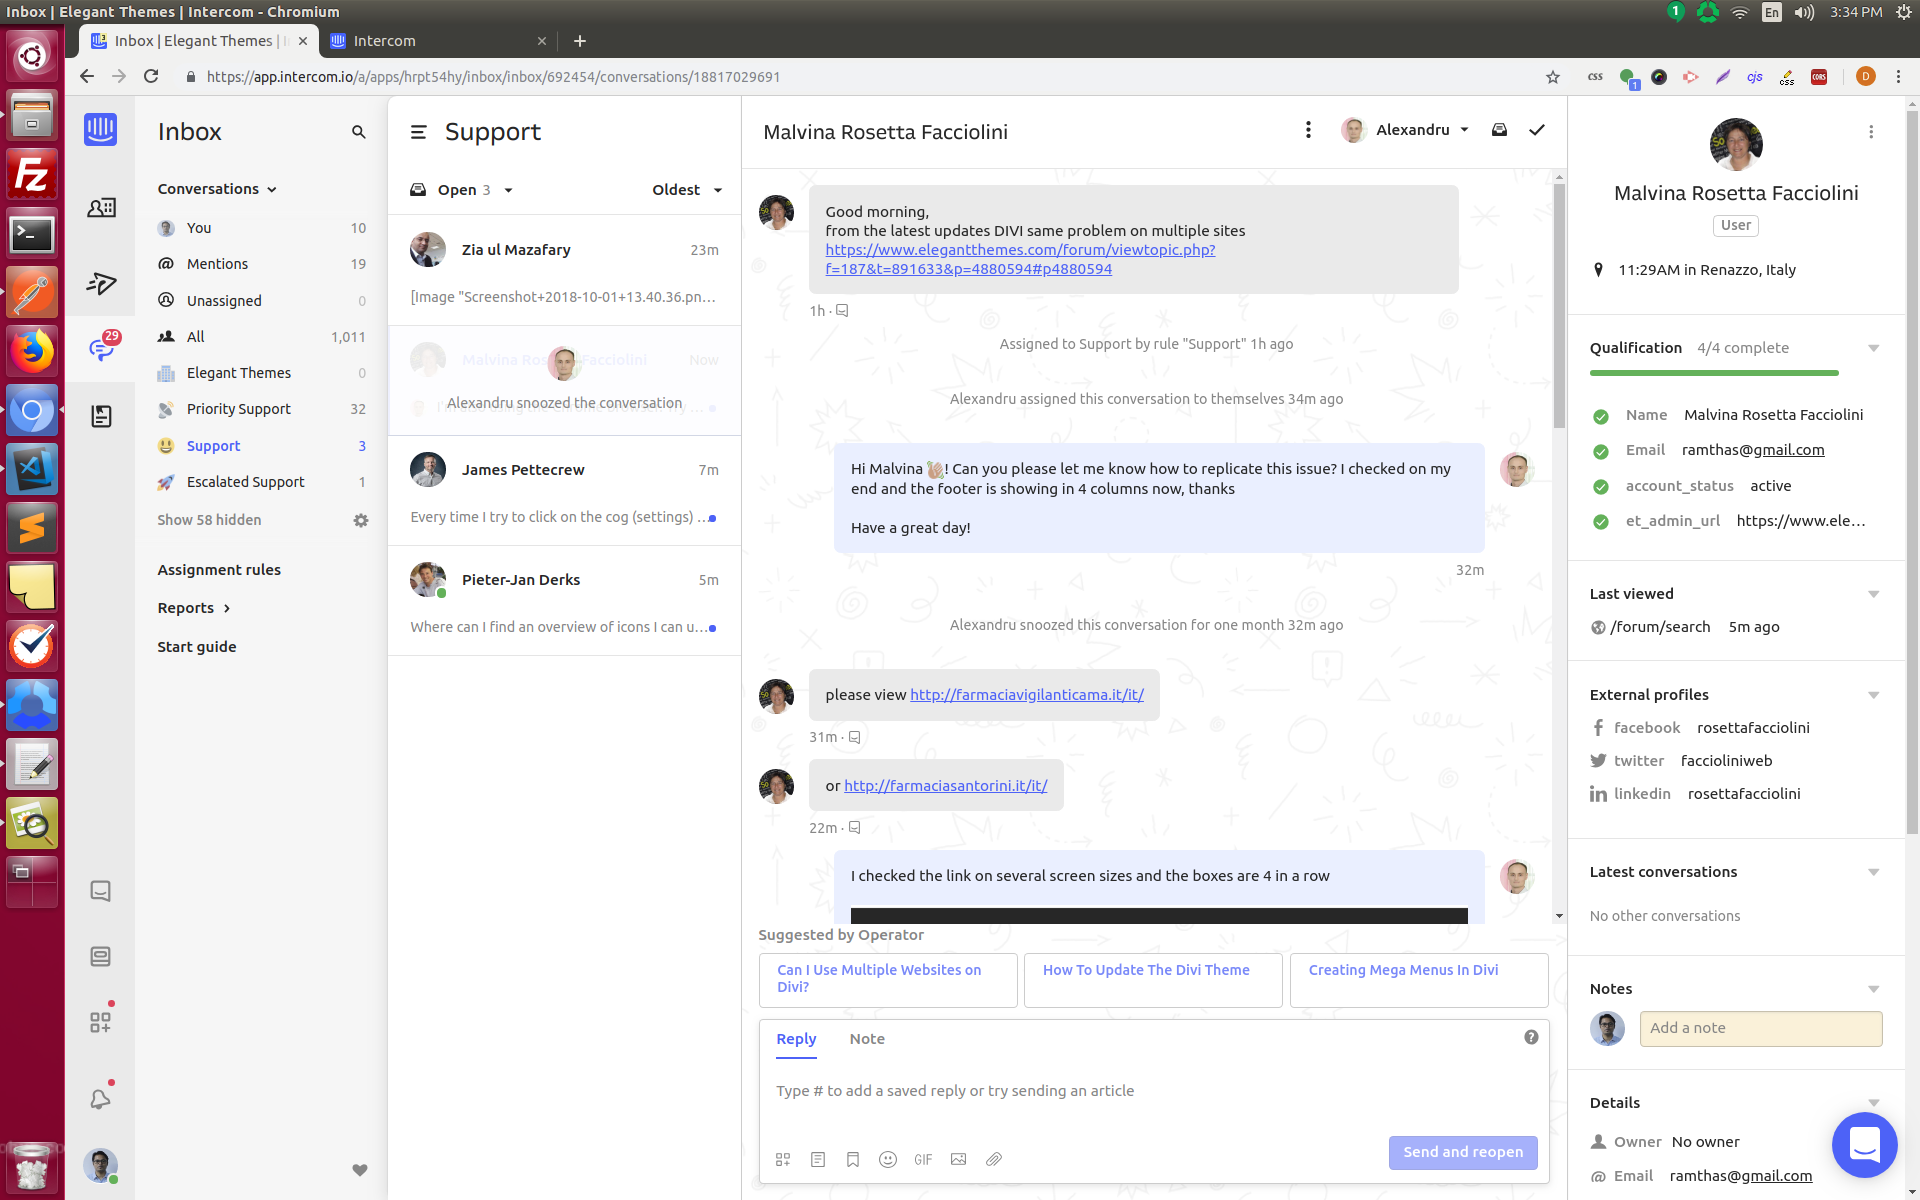 Inbox | Elegant Themes | Intercom - Chromium
1
En
3:34 PM
3
Inbox | Elegant Themes |
Intercom
https://app.intercom.io/a/apps/hrpt54hy/inbox/inbox/692454/conversations/18817029691
css
1
cjs
css
CORS
D
Inbox
Conversations
You 10
Mentions 19
Unassigned 0
All 1,011
Elegant Themes 0
Priority Support 32
Support 3
Escalated Support 1
Show 58 hidden
Assignment rules
Reports
Start guide
29
Fz
Support
Open 3
Oldest
Zia ul Mazafary 23m
[Image "Screenshot+2018-10-01+13.40.36.pn...
Malvina Ros Facciolini Now
Alexandru snoozed the conversation
James Pettecrew 7m
Every time I try to click on the cog (settings) ...
Pieter-Jan Derks 5m
Where can I find an overview of icons I can u...
Malvina Rosetta Facciolini
Alexandru
Good morning,
from the latest updates DIVI same problem on multiple sites
https://www.elegantthemes.com/forum/viewtopic.php?
f=187&t=891633&p=4880594#p4880594
1h ·
Assigned to Support by rule "Support" 1h ago
Alexandru assigned this conversation to themselves 34m ago
Hi Malvina 👋🏼! Can you please let me know how to replicate this issue? I checked on my
end and the footer is showing in 4 columns now, thanks
Have a great day!
32m
Alexandru snoozed this conversation for one month 32m ago
please view http://farmaciavigilanticama.it/it/
31m ·
or http://farmaciasantorini.it/it/
22m ·
I checked the link on several screen sizes and the boxes are 4 in a row
Suggested by Operator
Can I Use Multiple Websites on
Divi?
How To Update The Divi Theme
Creating Mega Menus In Divi
Reply
Note
?
Type # to add a saved reply or try sending an article
GIF
Send and reopen
Malvina Rosetta Facciolini
User
11:29AM in Renazzo, Italy
Qualification 4/4 complete
Name Malvina Rosetta Facciolini
Email ramthas@gmail.com
account_status active
et_admin_url https://www.ele...
Last viewed
/forum/search 5m ago
External profiles
facebook rosettafacciolini
twitter faccioliniweb
linkedin rosettafacciolini
Latest conversations
No other conversations
Notes
Add a note
Details
Owner No owner
@ Email ramthas@gmail.com